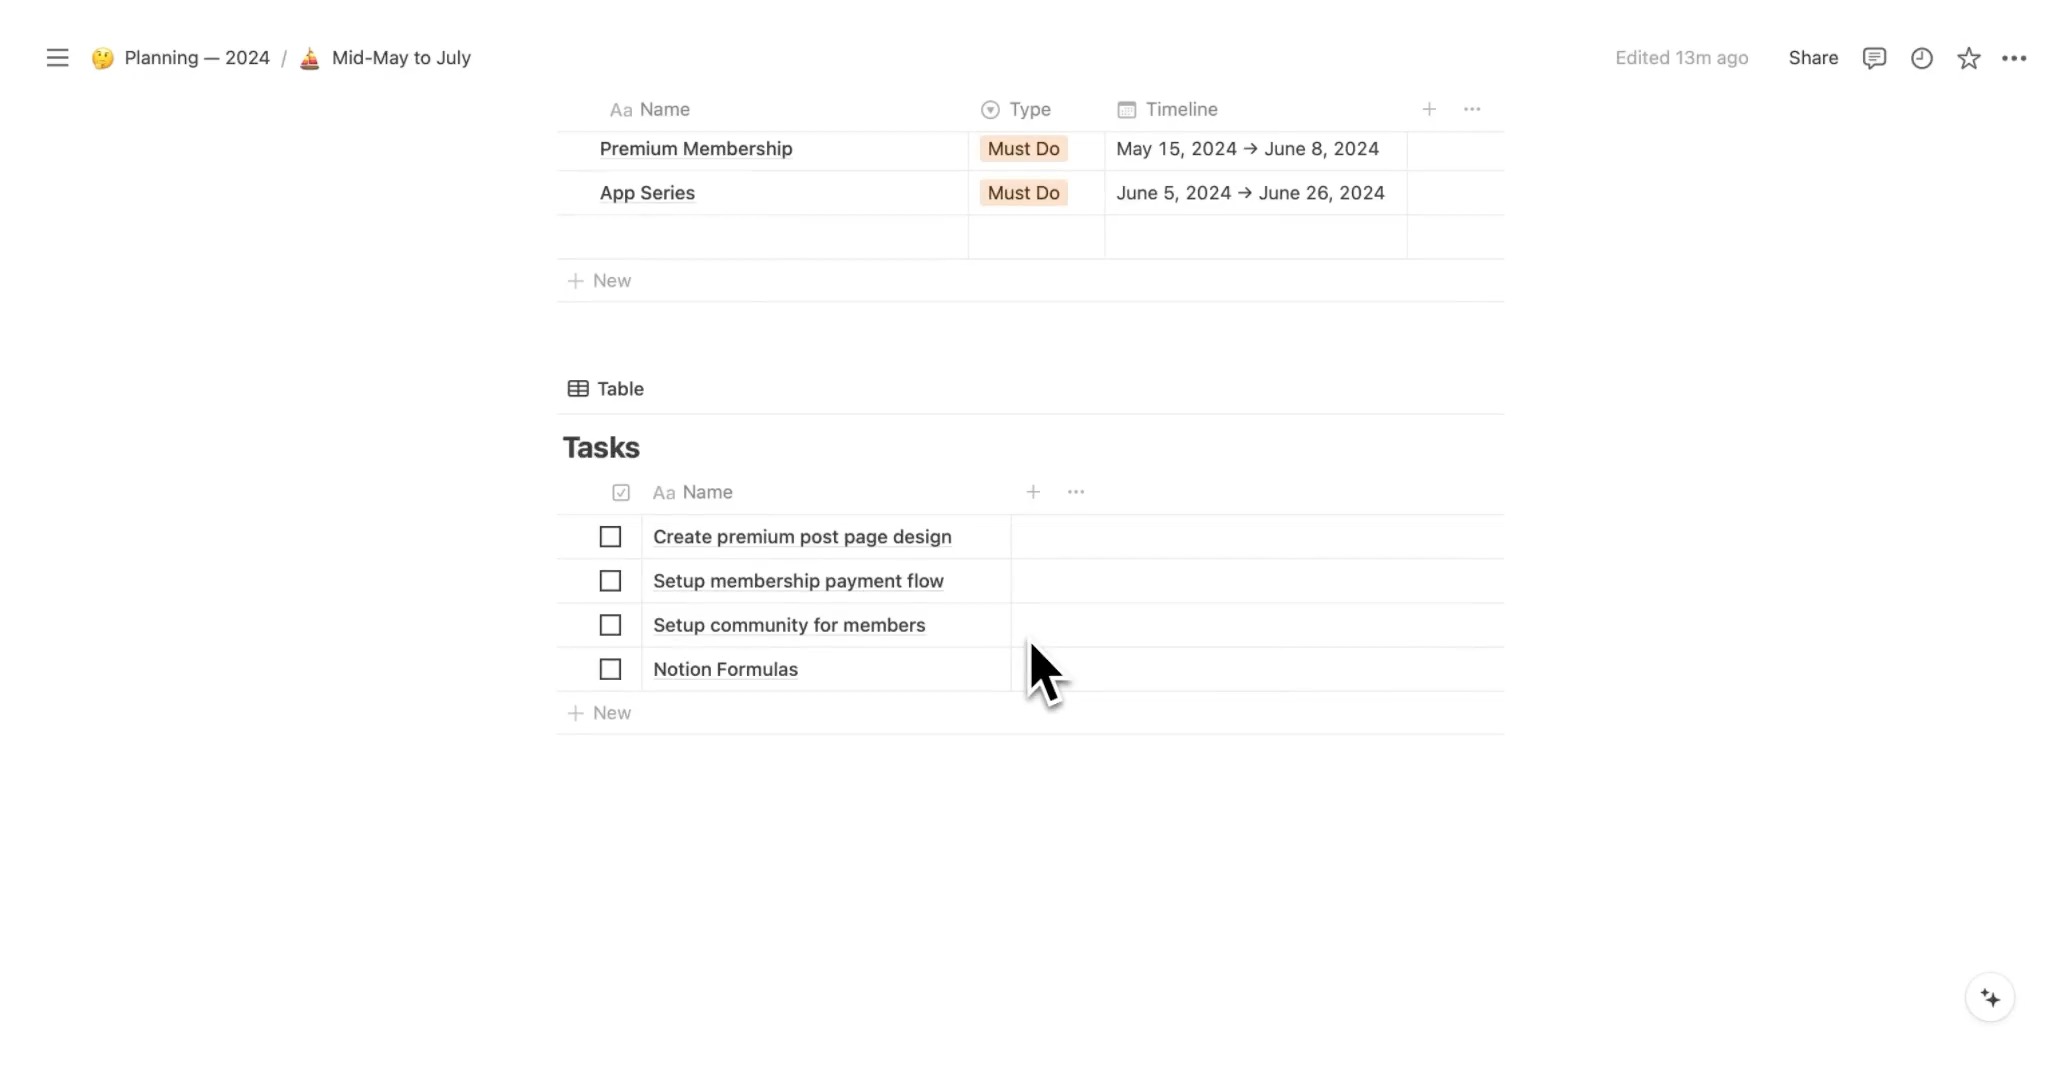 Planning — 2024 / Mid-May to July
Edited 13m ago
Share
Aa Name
Type
Timeline
Premium Membership
Must Do
May 15, 2024 → June 8, 2024
App Series
Must Do
June 5, 2024 → June 26, 2024
+ New
Table
Tasks
Aa Name
Create premium post page design
Setup membership payment flow
Setup community for members
Notion Formulas
+ New